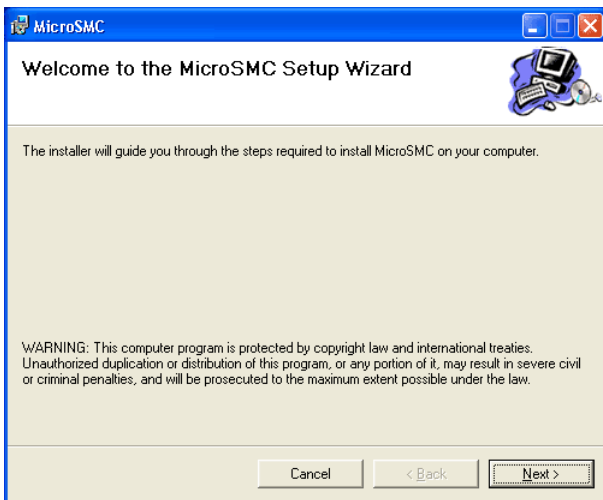 MicroSMC
Welcome to the MicroSMC Setup Wizard
The installer will guide you through the steps required to install MicroSMC on your computer.
WARNING: This computer program is protected by copyright law and international treaties.
Unauthorized duplication or distribution of this program, or any portion of it, may result in severe civil
or criminal penalties, and will be prosecuted to the maximum extent possible under the law.
Cancel < Back Next >